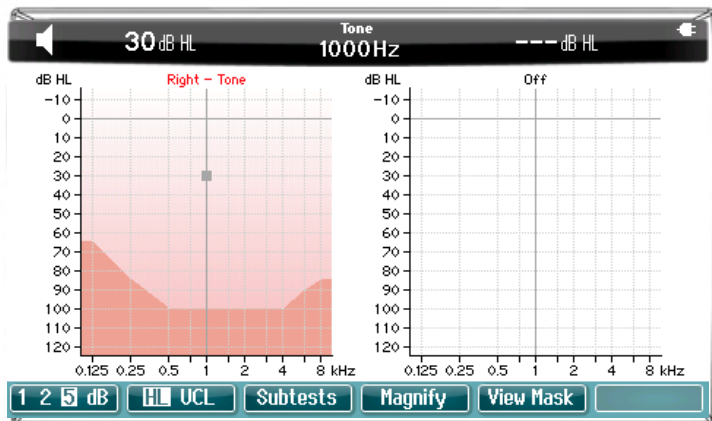 30 dB HL
Tone
1000Hz
--- dB HL
dB HL
Right - Tone
-10
0
10
20
30
40
50
60
70
80
90
100
110
120
0.125 0.25 0.5 1 2 4 8 kHz
dB HL
Off
-10
0
10
20
30
40
50
60
70
80
90
100
110
120
0.125 0.25 0.5 1 2 4 8 kHz
1 2 5 dB
HL UCL
Subtests
Magnify
View Mask